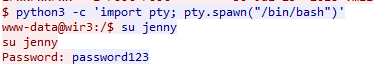 $ python3 -c 'import pty; pty.spawn("/bin/bash")'
www-data@wir3:/$ su jenny
su jenny
Password: password123